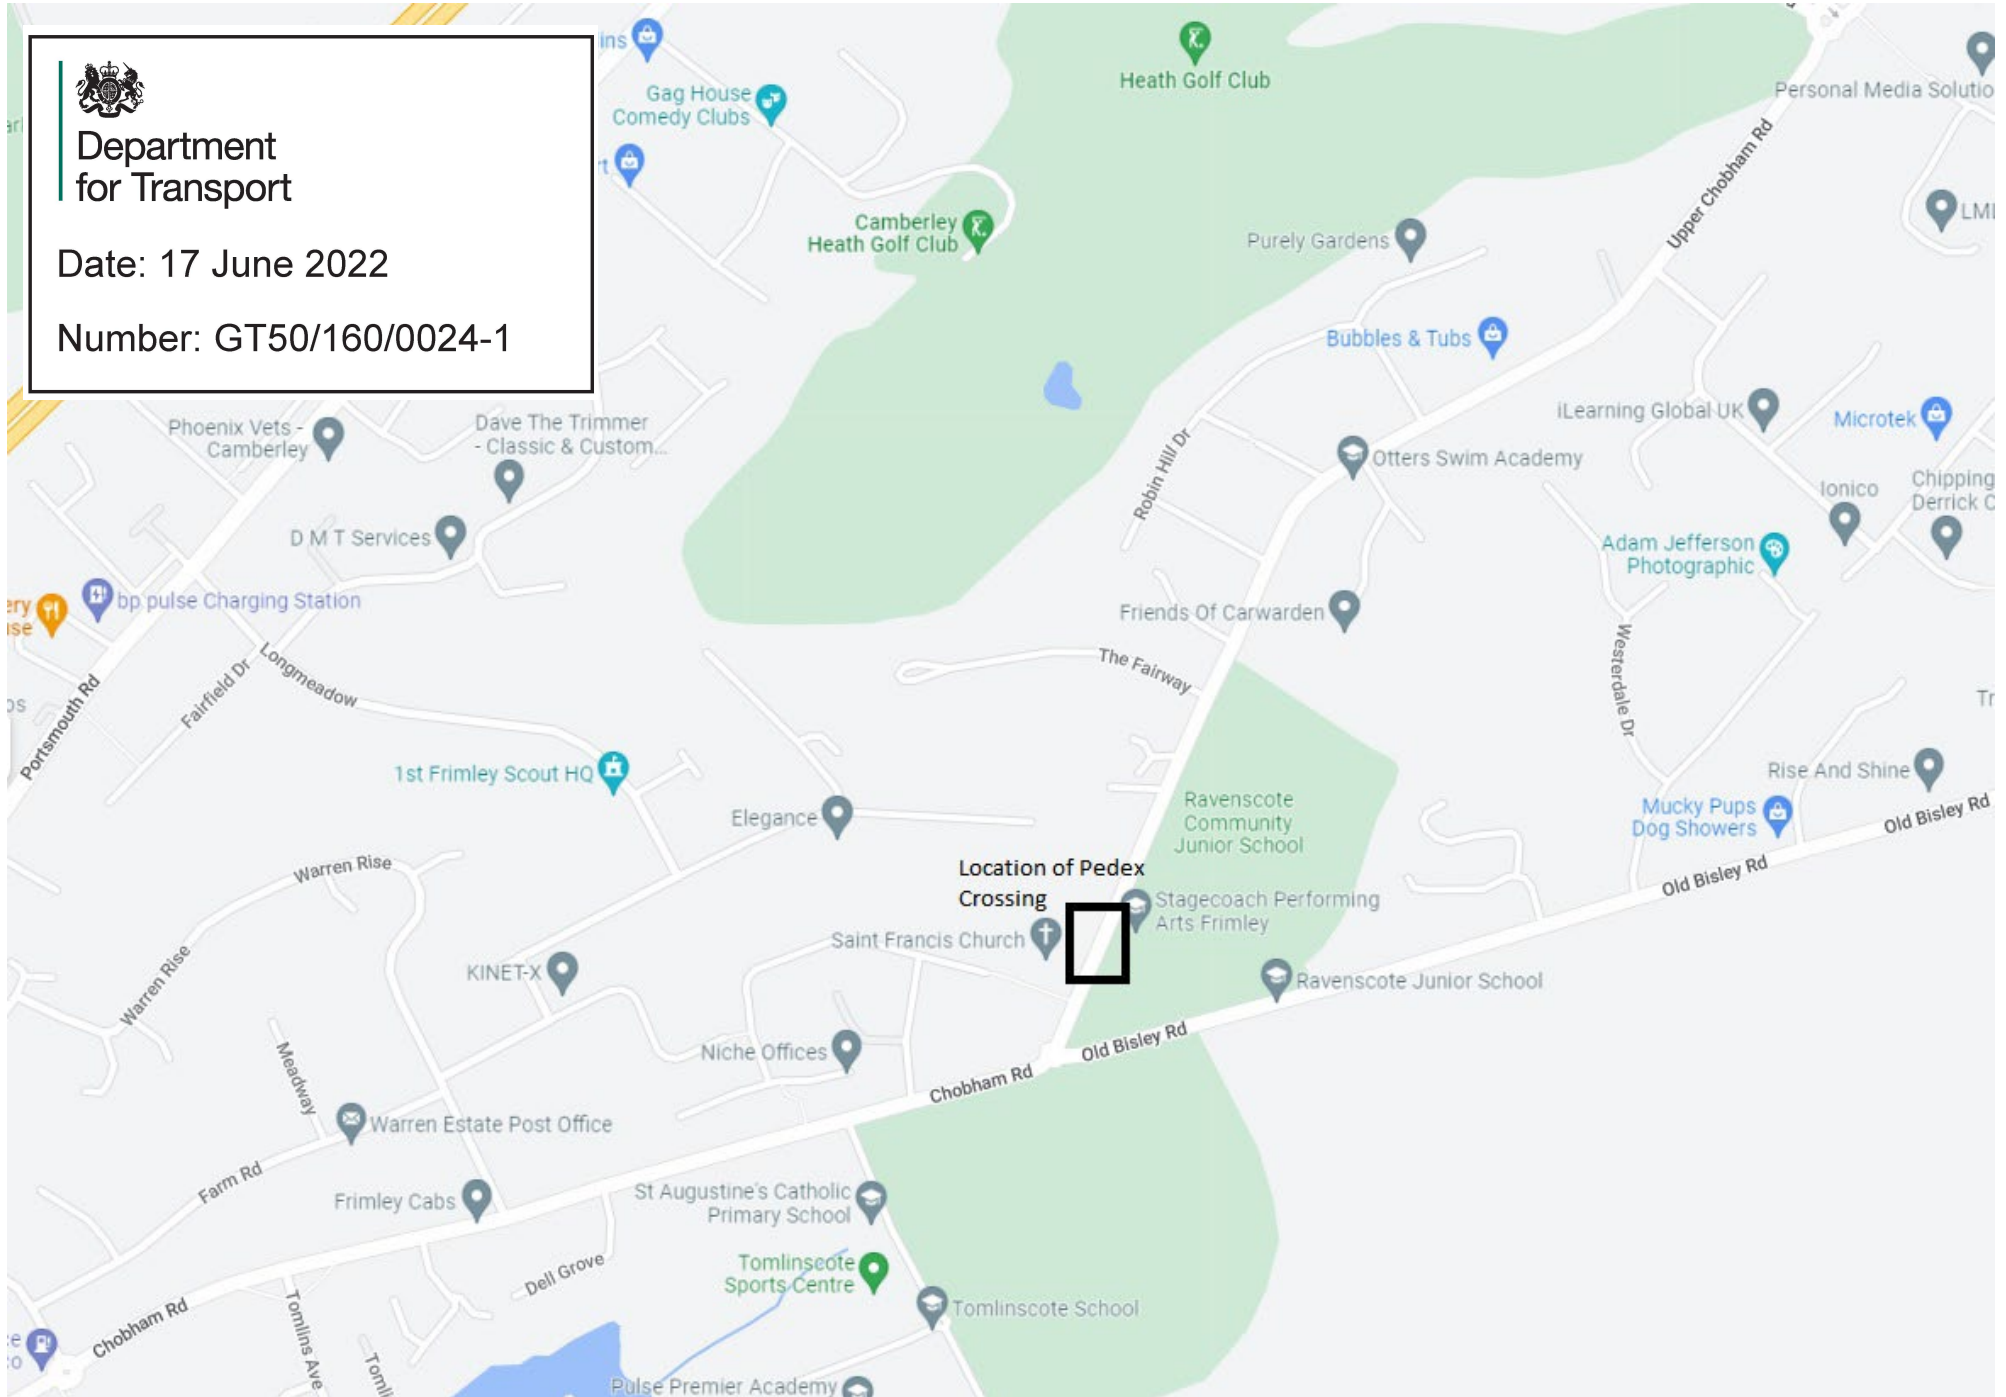 Department
for Transport
Date: 17 June 2022
Number: GT50/160/0024-1
ins
Gag House
Comedy Clubs
Heath Golf Club
Personal Media Solutio
Upper Chobham Rd
Camberley
Heath Golf Club
Purely Gardens
LML
Bubbles & Tubs
Phoenix Vets -
Camberley
Dave The Trimmer
- Classic & Custom...
iLearning Global UK
Microtek
Robin Hill Dr
Otters Swim Academy
Ionico
Chipping
Derrick C
D M T Services
Adam Jefferson
Photographic
bp pulse Charging Station
ery
se
Friends Of Carwarden
Longmeadow
Fairfield Dr
The Fairway
Westerdale Dr
Portsmouth Rd
os
Tr
1st Frimley Scout HQ
Elegance
Ravenscote
Community
Junior School
Rise And Shine
Mucky Pups
Dog Showers
Old Bisley Rd
Warren Rise
Location of Pedex
Crossing
Old Bisley Rd
Stagecoach Performing
Arts Frimley
Saint Francis Church
Warren Rise
KINET-X
Ravenscote Junior School
Meadway
Niche Offices
Old Bisley Rd
Chobham Rd
Warren Estate Post Office
Farm Rd
Frimley Cabs
St Augustine's Catholic
Primary School
Dell Grove
Tomlinscote
Sports Centre
Chobham Rd
Tomlins Ave
Tomli
Tomlinscote School
Pulse Premier Academy